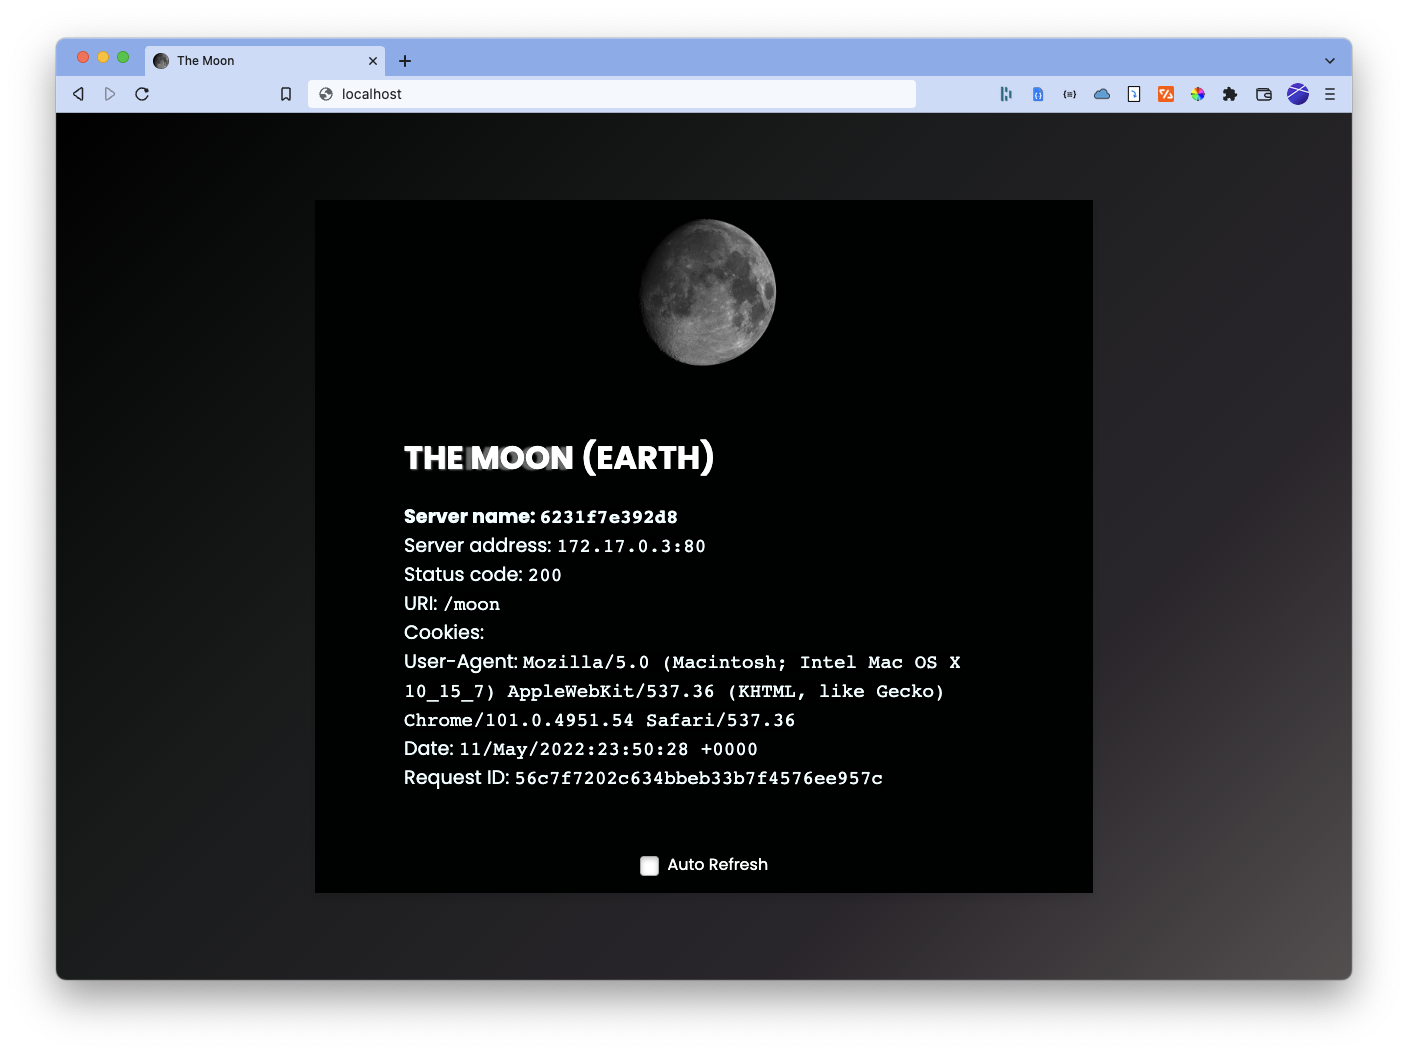 The Moon
localhost
THE MOON (EARTH)
Server name: 6231f7e392d8
Server address: 172.17.0.3:80
Status code: 200
URI: /moon
Cookies:
User-Agent: Mozilla/5.0 (Macintosh; Intel Mac OS X
10_15_7) AppleWebKit/537.36 (KHTML, like Gecko)
Chrome/101.0.4951.54 Safari/537.36
Date: 11/May/2022:23:50:28 +0000
Request ID: 56c7f7202c634bbeb33b7f4576ee957c
Auto Refresh